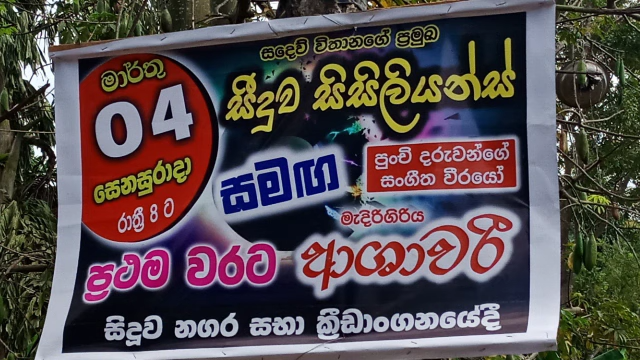 සදෙව් විතානගේ ප්‍රමුඛ
මාර්තු
04
සෙනසුරාදා
රාත්‍රී 8 ට
සීදුව සිසිලියන්ස්
සමඟ
පුංචි දරුවන්ගේ
සංගීත වීරයෝ
මැදිරිගිරිය
ප්‍රථම වරට
ආශාවරී
සිදූව නගර සභා ක්‍රීඩාංගනයේදී